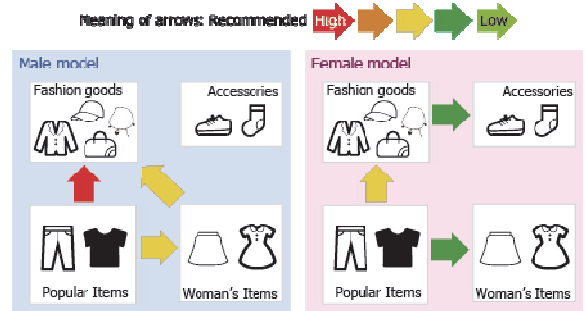 Meaning of arrows: Recommended High Low
Male model
Fashion goods
Accessories
Popular Items
Woman's Items
Female model
Fashion goods
Accessories
Popular Items
Woman's Items